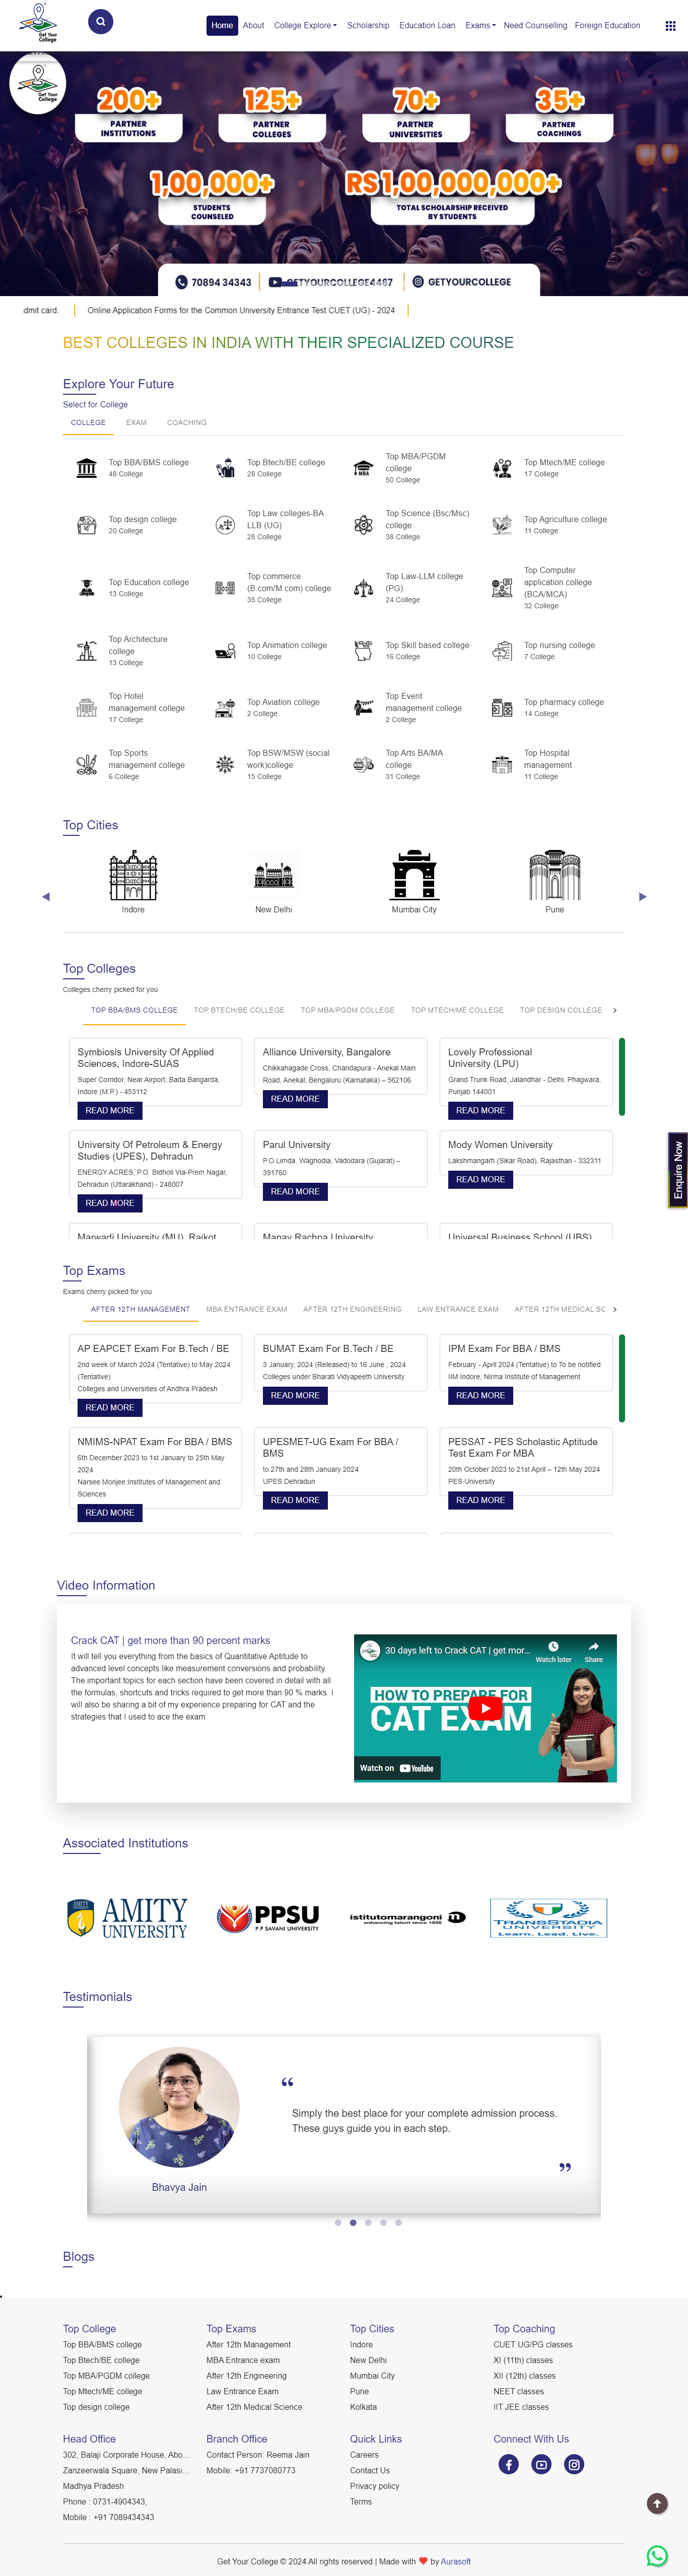 Get Your
College
Home
About
College Explore
Scholarship
Education Loan
Exams
Need Counselling
Foreign Education
Get Your
College
200+
PARTNER
INSTITUTIONS
125+
PARTNER
COLLEGES
70+
PARTNER
UNIVERSITIES
35+
PARTNER
COACHINGS
1,00,000+
STUDENTS
COUNSELED
RS 1,00,000,000+
TOTAL SCHOLARSHIP RECEIVED
BY STUDENTS
70894 34343
GETYOURCOLLEGE4467
GETYOURCOLLEGE
dmit card.
Online Application Forms for the Common University Entrance Test CUET (UG) - 2024
BEST COLLEGES IN INDIA WITH THEIR SPECIALIZED COURSE
Explore Your Future
Select for College
COLLEGE
EXAM
COACHING
Top BBA/BMS college
48 College
Top Btech/BE college
28 College
MBA
Top MBA/PGDM
college
50 College
Top Mtech/ME college
17 College
Top design college
20 College
Top Law colleges-BA
LLB (UG)
28 College
Top Science (Bsc/Msc)
college
38 College
Top Agriculture college
11 College
Top Education college
13 College
Top commerce
(B.com/M.com) college
35 College
Top Law-LLM college
(PG)
24 College
Top Computer
application college
(BCA/MCA)
32 College
Top Architecture
college
13 College
Top Animation college
10 College
Top Skill based college
16 College
Top nursing college
7 College
Top Hotel
management college
17 College
Top Aviation college
2 College
Top Event
management college
2 College
Top pharmacy college
14 College
Top Sports
management college
6 College
Top BSW/MSW (social
work)college
15 College
Top Arts BA/MA
college
31 College
Top Hospital
management
11 College
Top Cities
Indore
New Delhi
Mumbai City
Pune
Top Colleges
Colleges cherry picked for you
TOP BBA/BMS COLLEGE
TOP BTECH/BE COLLEGE
TOP MBA/PGDM COLLEGE
TOP MTECH/ME COLLEGE
TOP DESIGN COLLEGE
Symbiosis University Of Applied
Sciences, Indore-SUAS
Super Corridor, Near Airport, Bada Bangarda,
Indore (M.P.) - 453112
READ MORE
Alliance University, Bangalore
Chikkahagade Cross, Chandapura - Anekal Main
Road, Anekal, Bengaluru (Karnataka) – 562106
READ MORE
Lovely Professional
University (LPU)
Grand Trunk Road, Jalandhar - Delhi, Phagwara,
Punjab 144001
READ MORE
University Of Petroleum & Energy
Studies (UPES), Dehradun
ENERGY ACRES, P.O. Bidholi Via-Prem Nagar,
Dehradun (Uttarakhand) - 248007
READ MORE
Parul University
P.O.Limda, Waghodia, Vadodara (Gujarat) –
391760
READ MORE
Mody Women University
Lakshmangarh (Sikar Road), Rajasthan - 332311
READ MORE
Marwadi University (MU), Rajkot
Manav Rachna University
Universal Business School (UBS)
Enquire Now
Top Exams
Exams cherry picked for you
AFTER 12TH MANAGEMENT
MBA ENTRANCE EXAM
AFTER 12TH ENGINEERING
LAW ENTRANCE EXAM
AFTER 12TH MEDICAL SC
AP EAPCET Exam For B.Tech / BE
2nd week of March 2024 (Tentative) to May 2024
(Tentative)
Colleges and Universities of Andhra Pradesh
READ MORE
BUMAT Exam For B.Tech / BE
3 January, 2024 (Released) to 16 June , 2024
Colleges under Bharati Vidyapeeth University
READ MORE
IPM Exam For BBA / BMS
February - April 2024 (Tentative) to To be notified
IIM Indore, Nirma Institute of Management
READ MORE
NMIMS-NPAT Exam For BBA / BMS
6th December 2023 to 1st January to 25th May
2024
Narsee Monjee Institutes of Management and
Sciences
READ MORE
UPESMET-UG Exam For BBA /
BMS
to 27th and 28th January 2024
UPES Dehradun
READ MORE
PESSAT - PES Scholastic Aptitude
Test Exam For MBA
20th October 2023 to 21st April – 12th May 2024
PES University
READ MORE
Video Information
Crack CAT | get more than 90 percent marks
It will tell you everything from the basics of Quantitative Aptitude to
advanced level concepts like measurement conversions and probability.
The important topics for each section have been covered in detail with all
the formulas, shortcuts and tricks required to get more than 90 % marks. I
will also be sharing a bit of my experience preparing for CAT and the
strategies that I used to ace the exam
30 days left to Crack CAT | get mor...
Watch later
Share
HOW TO PREPARE FOR
CAT EXAM
Watch on YouTube
Associated Institutions
AMITY
UNIVERSITY
PPSU
P P SAVANI UNIVERSITY
istitutomarangoni
enhancing talent since 1935
TRANSSTADIA
UNIVERSITY
Learn. Lead. Live.
Testimonials
“
Simply the best place for your complete admission process.
These guys guide you in each step.
”
Bhavya Jain
Blogs
Top College
Top BBA/BMS college
Top Btech/BE college
Top MBA/PGDM college
Top Mtech/ME college
Top design college
Top Exams
After 12th Management
MBA Entrance exam
After 12th Engineering
Law Entrance Exam
After 12th Medical Science
Top Cities
Indore
New Delhi
Mumbai City
Pune
Kolkata
Top Coaching
CUET UG/PG classes
XI (11th) classes
XII (12th) classes
NEET classes
IIT JEE classes
Head Office
302, Balaji Corporate House, Abo...
Zanzeerwala Square, New Palasi...
Madhya Pradesh
Phone : 0731-4904343,
Mobile : +91 7089434343
Branch Office
Contact Person: Reema Jain
Mobile: +91 7737080773
Quick Links
Careers
Contact Us
Privacy policy
Terms
Connect With Us
Get Your College © 2024 All rights reserved | Made with ❤ by Aurasoft